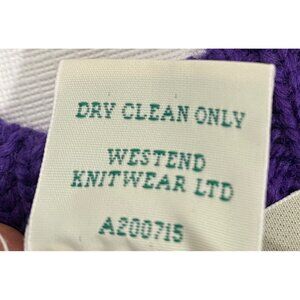 DRY CLEAN ONLY
WESTEND
KNITWEAR LTD
A200715